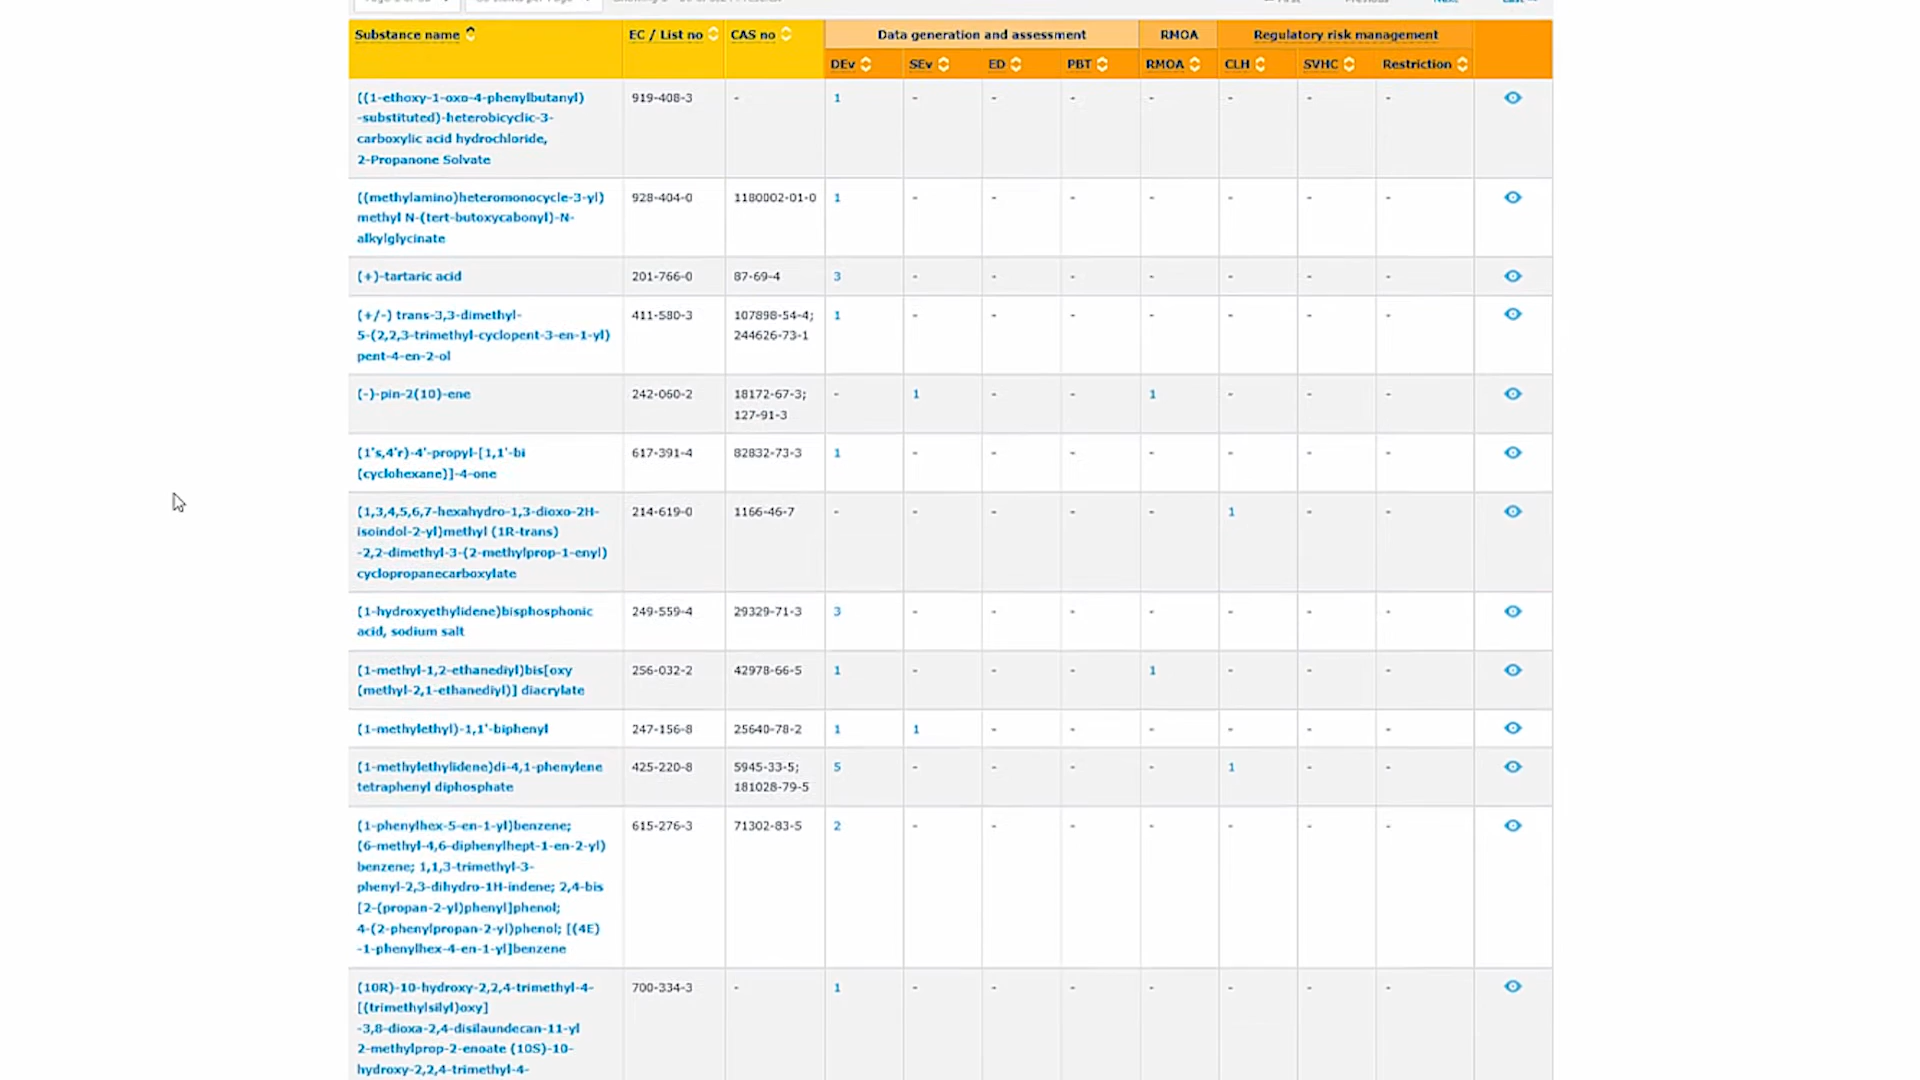 Substance name EC / List no CAS no Data generation and assessment RMOA Regulatory risk management
DEv SEv ED PBT RMOA CLH SVHC Restriction
((1-ethoxy-1-oxo-4-phenylbutanyl) 919-408-3 - 1 - - - - - - -
-substituted)-heterobicyclic-3-
carboxylic acid hydrochloride,
2-Propanone Solvate
((methylamino)heteromonocycle-3-yl) 928-404-0 1180002-01-0 1 - - - - - - -
methyl N-(tert-butoxycabonyl)-N-
alkylglycinate
(+)-tartaric acid 201-766-0 87-69-4 3 - - - - - - -
(+/-) trans-3,3-dimethyl- 411-580-3 107898-54-4; 1 - - - - - - -
5-(2,2,3-trimethyl-cyclopent-3-en-1-yl) 244626-73-1
pent-4-en-2-ol
(-)-pin-2(10)-ene 242-060-2 18172-67-3; - 1 - - 1 - - -
127-91-3
(1's,4'r)-4'-propyl-[1,1'-bi 617-391-4 82832-73-3 1 - - - - - - -
(cyclohexane)]-4-one
(1,3,4,5,6,7-hexahydro-1,3-dioxo-2H- 214-619-0 1166-46-7 - - - - - 1 - -
isoindol-2-yl)methyl (1R-trans)
-2,2-dimethyl-3-(2-methylprop-1-enyl)
cyclopropanecarboxylate
(1-hydroxyethylidene)bisphosphonic 249-559-4 29329-71-3 3 - - - - - - -
acid, sodium salt
(1-methyl-1,2-ethanediyl)bis[oxy 256-032-2 42978-66-5 1 - - - 1 - - -
(methyl-2,1-ethanediyl)] diacrylate
(1-methylethyl)-1,1'-biphenyl 247-156-8 25640-78-2 1 1 - - - - - -
(1-methylethylidene)di-4,1-phenylene 425-220-8 5945-33-5; 5 - - - - 1 - -
tetraphenyl diphosphate 181028-79-5
(1-phenylhex-5-en-1-yl)benzene; 615-276-3 71302-83-5 2 - - - - - - -
(6-methyl-4,6-diphenylhept-1-en-2-yl)
benzene; 1,1,3-trimethyl-3-
phenyl-2,3-dihydro-1H-indene; 2,4-bis
[2-(propan-2-yl)phenyl]phenol;
4-(2-phenylpropan-2-yl)phenol; [(4E)
-1-phenylhex-4-en-1-yl]benzene
(10R)-10-hydroxy-2,2,4-trimethyl-4- 700-334-3 - 1 - - - - - - -
[(trimethylsilyl)oxy]
-3,8-dioxa-2,4-disilaundecan-11-yl
2-methylprop-2-enoate (10S)-10-
hydroxy-2,2,4-trimethyl-4-